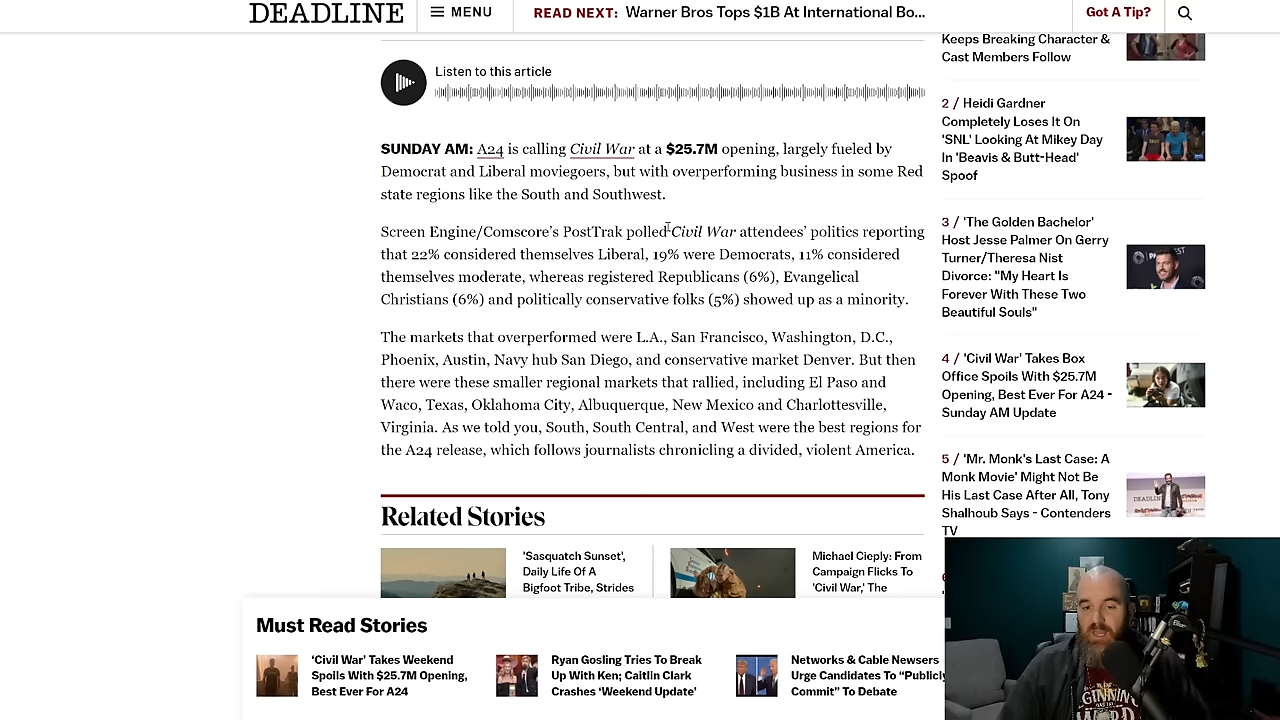 DEADLINE
MENU
READ NEXT: Warner Bros Tops $1B At International Bo...
Got A Tip?
Listen to this article
SUNDAY AM: A24 is calling Civil War at a $25.7M opening, largely fueled by
Democrat and Liberal moviegoers, but with overperforming business in some Red
state regions like the South and Southwest.
Screen Engine/Comscore's PostTrak polled Civil War attendees' politics reporting
that 22% considered themselves Liberal, 19% were Democrats, 11% considered
themselves moderate, whereas registered Republicans (6%), Evangelical
Christians (6%) and politically conservative folks (5%) showed up as a minority.
The markets that overperformed were L.A., San Francisco, Washington, D.C.,
Phoenix, Austin, Navy hub San Diego, and conservative market Denver. But then
there were these smaller regional markets that rallied, including El Paso and
Waco, Texas, Oklahoma City, Albuquerque, New Mexico and Charlottesville,
Virginia. As we told you, South, South Central, and West were the best regions for
the A24 release, which follows journalists chronicling a divided, violent America.
Related Stories
'Sasquatch Sunset',
Daily Life Of A
Bigfoot Tribe, Strides
Michael Cieply: From
Campaign Flicks To
'Civil War,' The
Keeps Breaking Character &
Cast Members Follow
2 / Heidi Gardner
Completely Loses It On
'SNL' Looking At Mikey Day
In 'Beavis & Butt-Head'
Spoof
3 / 'The Golden Bachelor'
Host Jesse Palmer On Gerry
Turner/Theresa Nist
Divorce: "My Heart Is
Forever With These Two
Beautiful Souls"
4 / 'Civil War' Takes Box
Office Spoils With $25.7M
Opening, Best Ever For A24 -
Sunday AM Update
5 / 'Mr. Monk's Last Case: A
Monk Movie' Might Not Be
His Last Case After All, Tony
Shalhoub Says - Contenders
TV
DEADLINE
Must Read Stories
'Civil War' Takes Weekend
Spoils With $25.7M Opening,
Best Ever For A24
Ryan Gosling Tries To Break
Up With Ken; Caitlin Clark
Crashes 'Weekend Update'
Networks & Cable Newsers
Urge Candidates To "Publicly
Commit" To Debate